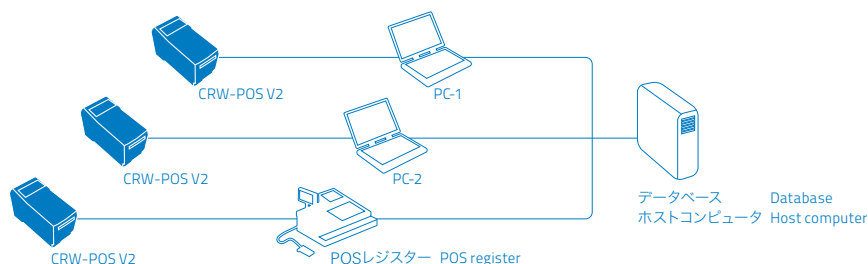 CRW-POS V2
PC-1
CRW-POS V2
PC-2
データベース Database
ホストコンピュータ Host computer
CRW-POS V2
POSレジスター POS register